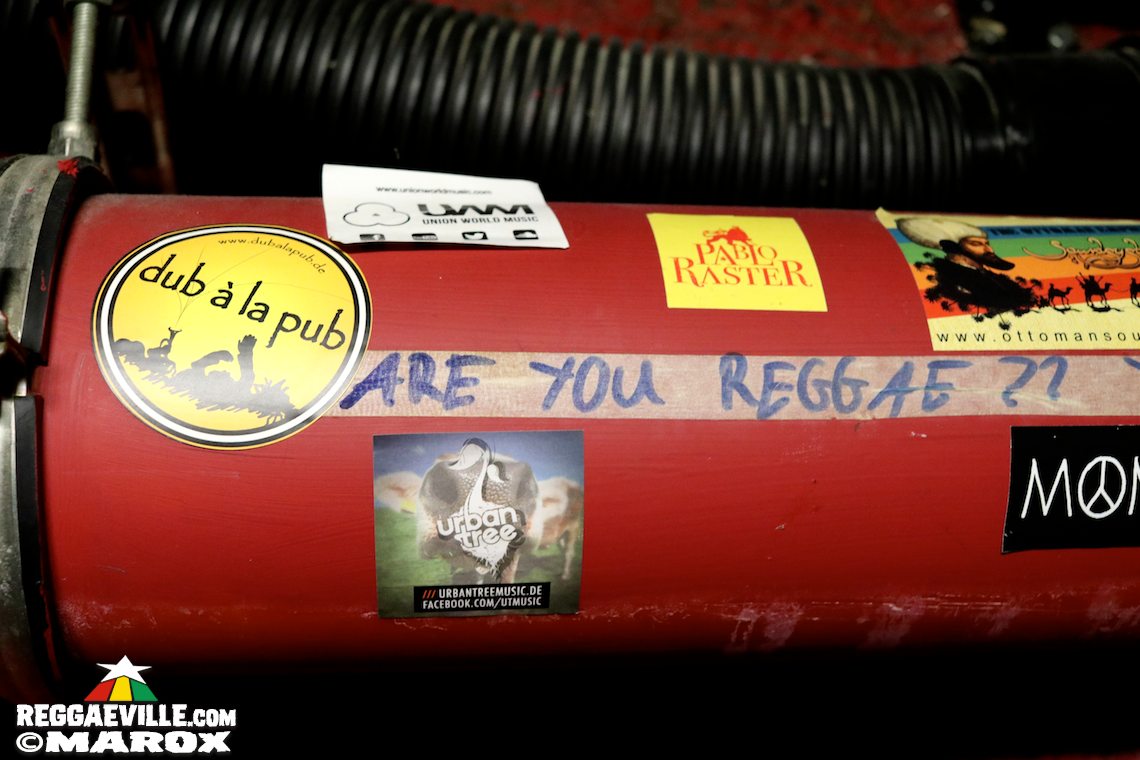 www.unionworldmusic.com
UWM
UNION WORLD MUSIC
www.dubalapub.de
dub à la pub
PABLO
RASTER
www.ottomansou
ARE YOU REGGAE ??
urban
tree
/// URBANTREEMUSIC.DE
FACEBOOK.COM/UTMUSIC
MOM
REGGAEVILLE.COM
©MAROX